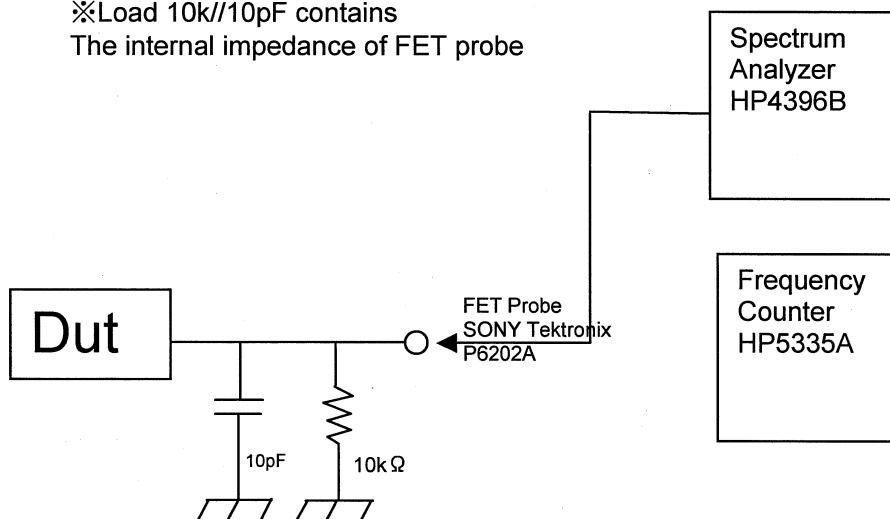 ※Load 10k//10pF contains
The internal impedance of FET probe
Spectrum
Analyzer
HP4396B
Frequency
Counter
HP5335A
FET Probe
SONY Tektronix
P6202A
Dut
10pF
10kΩ